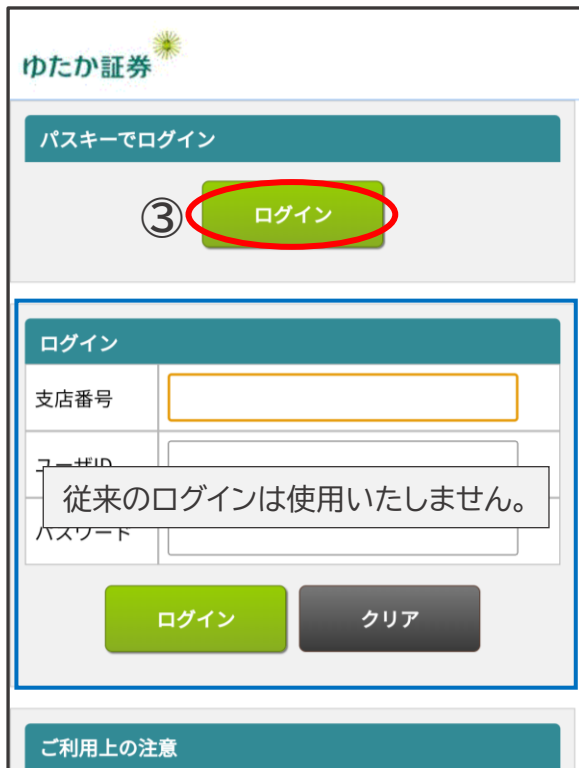 ゆたか証券
パスキーでログイン
③
ログイン
ログイン
支店番号
ユーザID
従来のログインは使用いたしません。
パスワード
ログイン
クリア
ご利用上の注意